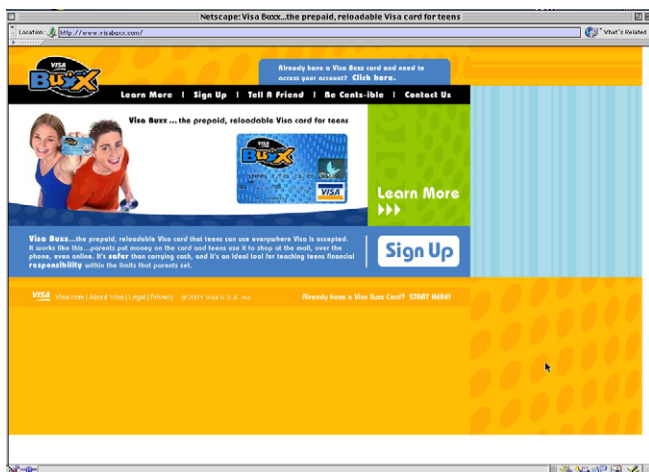 Netscape: Visa Buxx...the prepaid, reloadable Visa card for teens
Location: http://www.visabuxx.com/
What's Related
VISA
BUXX
Already have a Visa Buxx card and need to
access your account? Click here.
Learn More | Sign Up | Tell A Friend | Be Cents-ible | Contact Us
Visa Buxx ... the prepaid, reloadable Visa card for teens
VISA
BUXX
VISA
Learn More
Visa Buxx...the prepaid, reloadable Visa card that teens can use everywhere Visa is accepted.
It works like this...parents put money on the card and teens use it to shop at the mall, over the
phone, even online. It's safer than carrying cash, and it's an ideal tool for teaching teens financial
responsibility within the limits that parents set.
Sign Up
VISA Visa.com | About Visa | Legal | Privacy © 2001 Visa U.S.A. Inc.
Already have a Visa Buxx Card? START HERE!